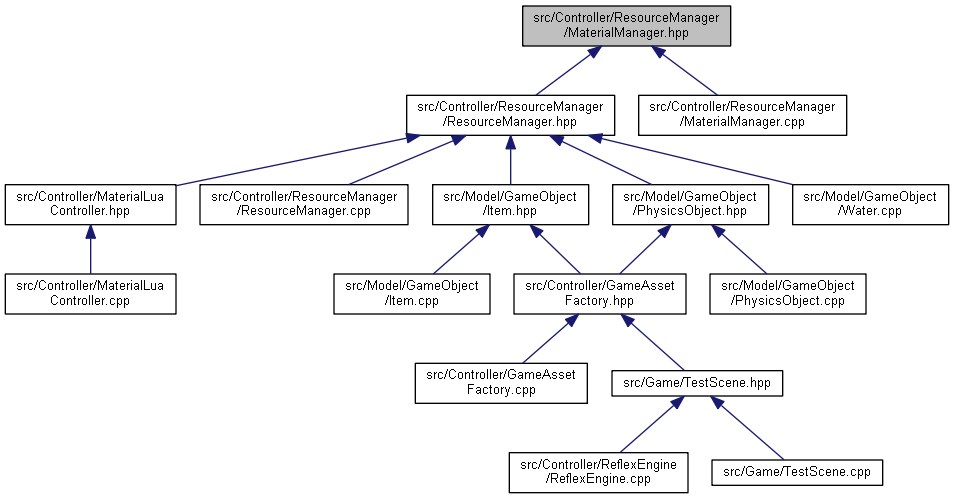 src/Controller/ResourceManager
/MaterialManager.hpp
src/Controller/ResourceManager
/ResourceManager.hpp
src/Controller/ResourceManager
/MaterialManager.cpp
src/Controller/MaterialLua
Controller.hpp
src/Controller/ResourceManager
/ResourceManager.cpp
src/Model/GameObject
/Item.hpp
src/Model/GameObject
/PhysicsObject.hpp
src/Model/GameObject
/Water.cpp
src/Controller/MaterialLua
Controller.cpp
src/Model/GameObject
/Item.cpp
src/Controller/GameAsset
Factory.hpp
src/Model/GameObject
/PhysicsObject.cpp
src/Controller/GameAsset
Factory.cpp
src/Game/TestScene.hpp
src/Controller/ReflexEngine
/ReflexEngine.cpp
src/Game/TestScene.cpp